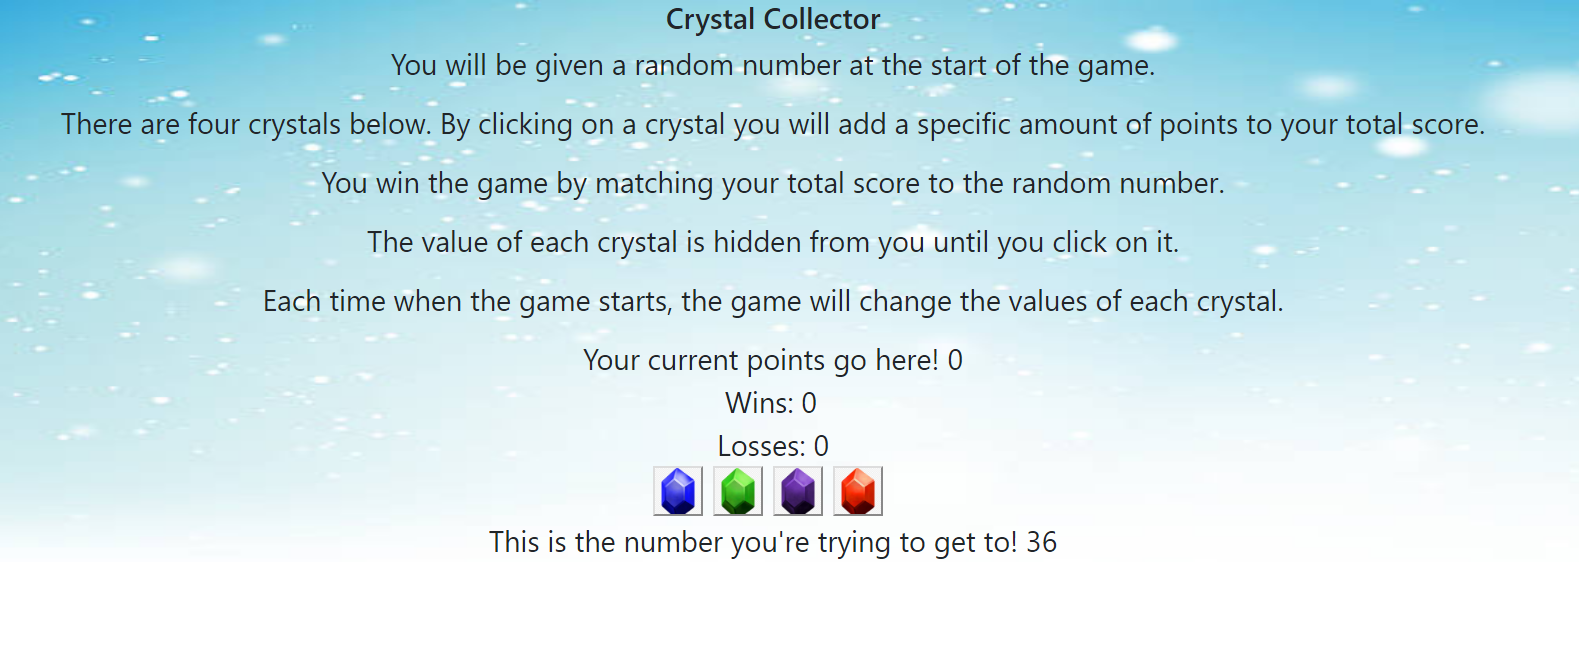 Crystal Collector
You will be given a random number at the start of the game.
There are four crystals below. By clicking on a crystal you will add a specific amount of points to your total score.
You win the game by matching your total score to the random number.
The value of each crystal is hidden from you until you click on it.
Each time when the game starts, the game will change the values of each crystal.
Your current points go here! 0
Wins: 0
Losses: 0
This is the number you're trying to get to! 36